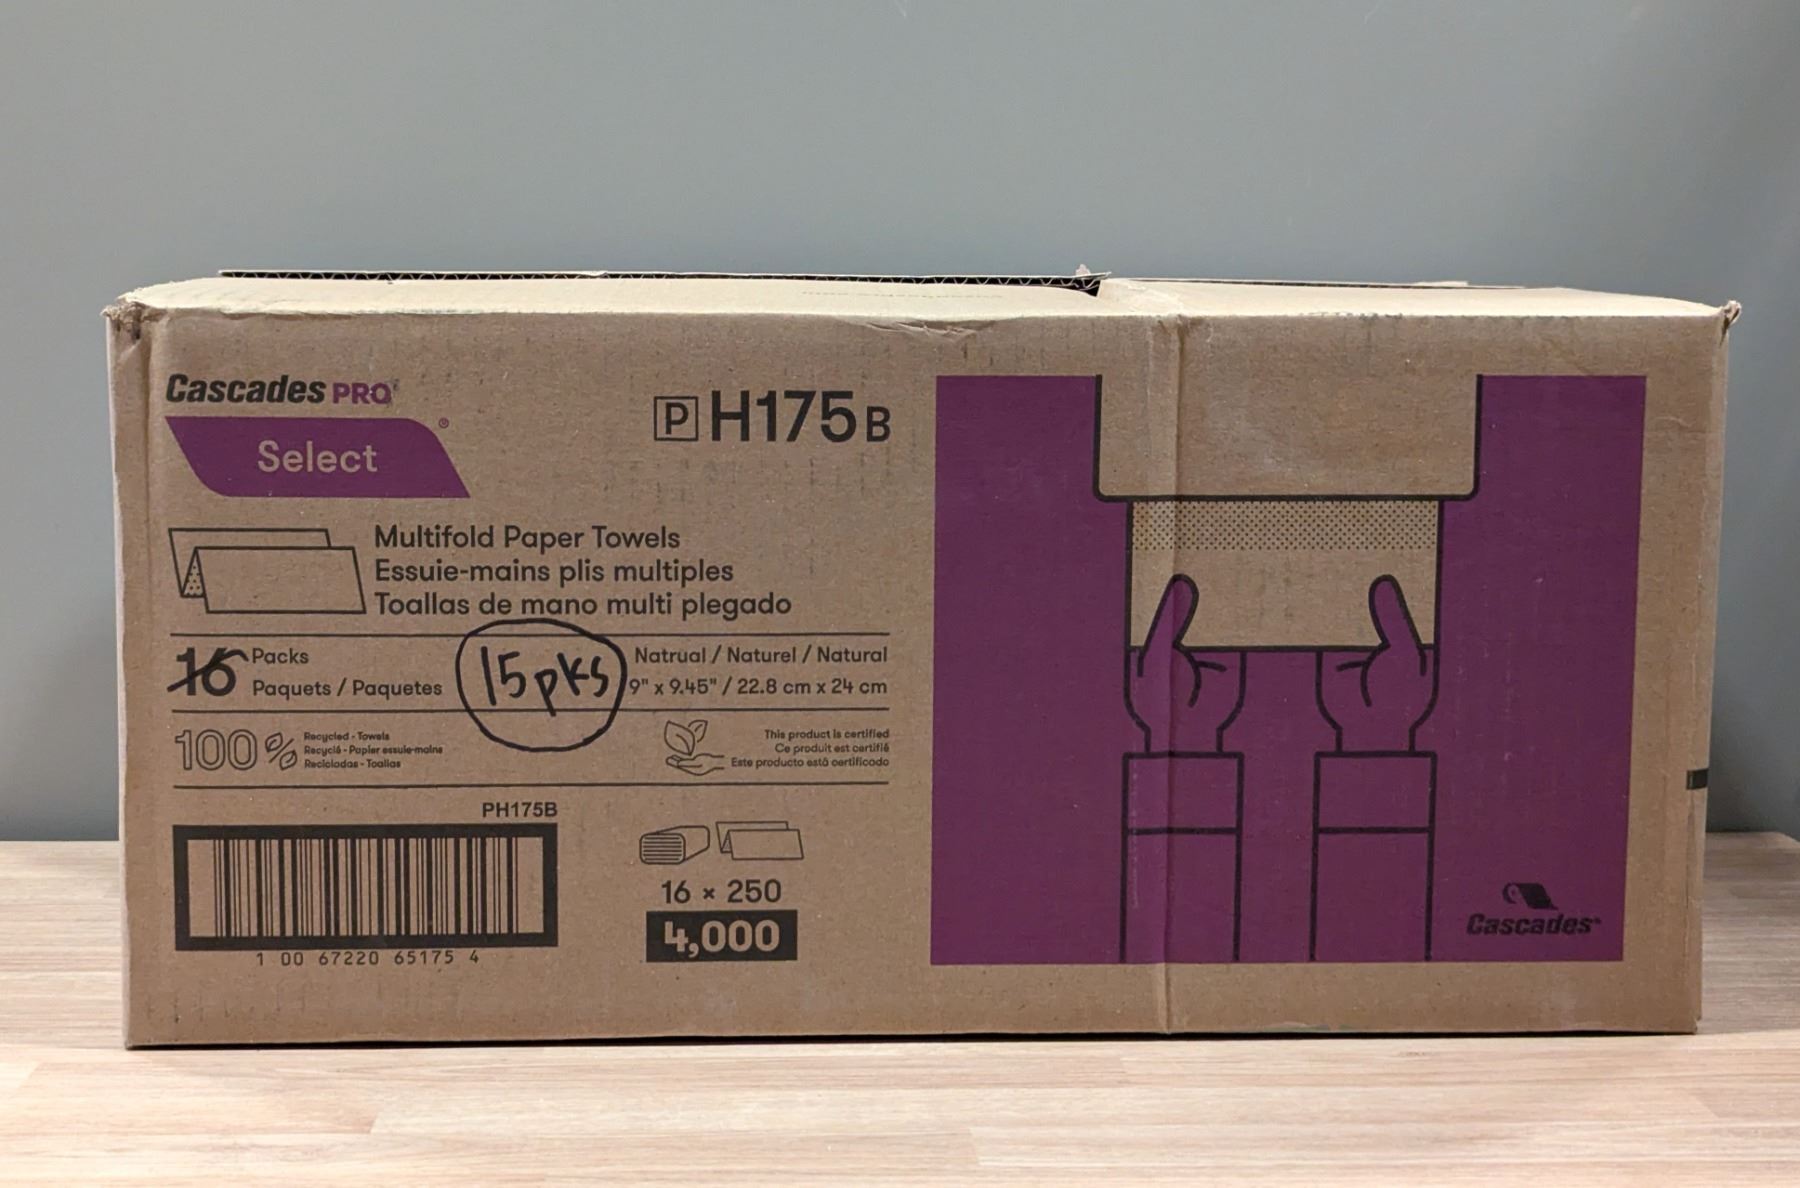 Cascades PRO
Select®
P H175B
Multifold Paper Towels
Essuie-mains plis multiples
Toallas de mano multi plegado
16 Packs
Paquets / Paquetes
15 pks
Natrual / Naturel / Natural
9" x 9.45" / 22.8 cm x 24 cm
100%
Recycled - Towels
Recyclé - Papier essuie-mains
Recicladas - Toallas
This product is certified
Ce produit est certifié
Este producto está certificado
PH175B
1 00 67220 65175 4
16 × 250
4,000
Cascades